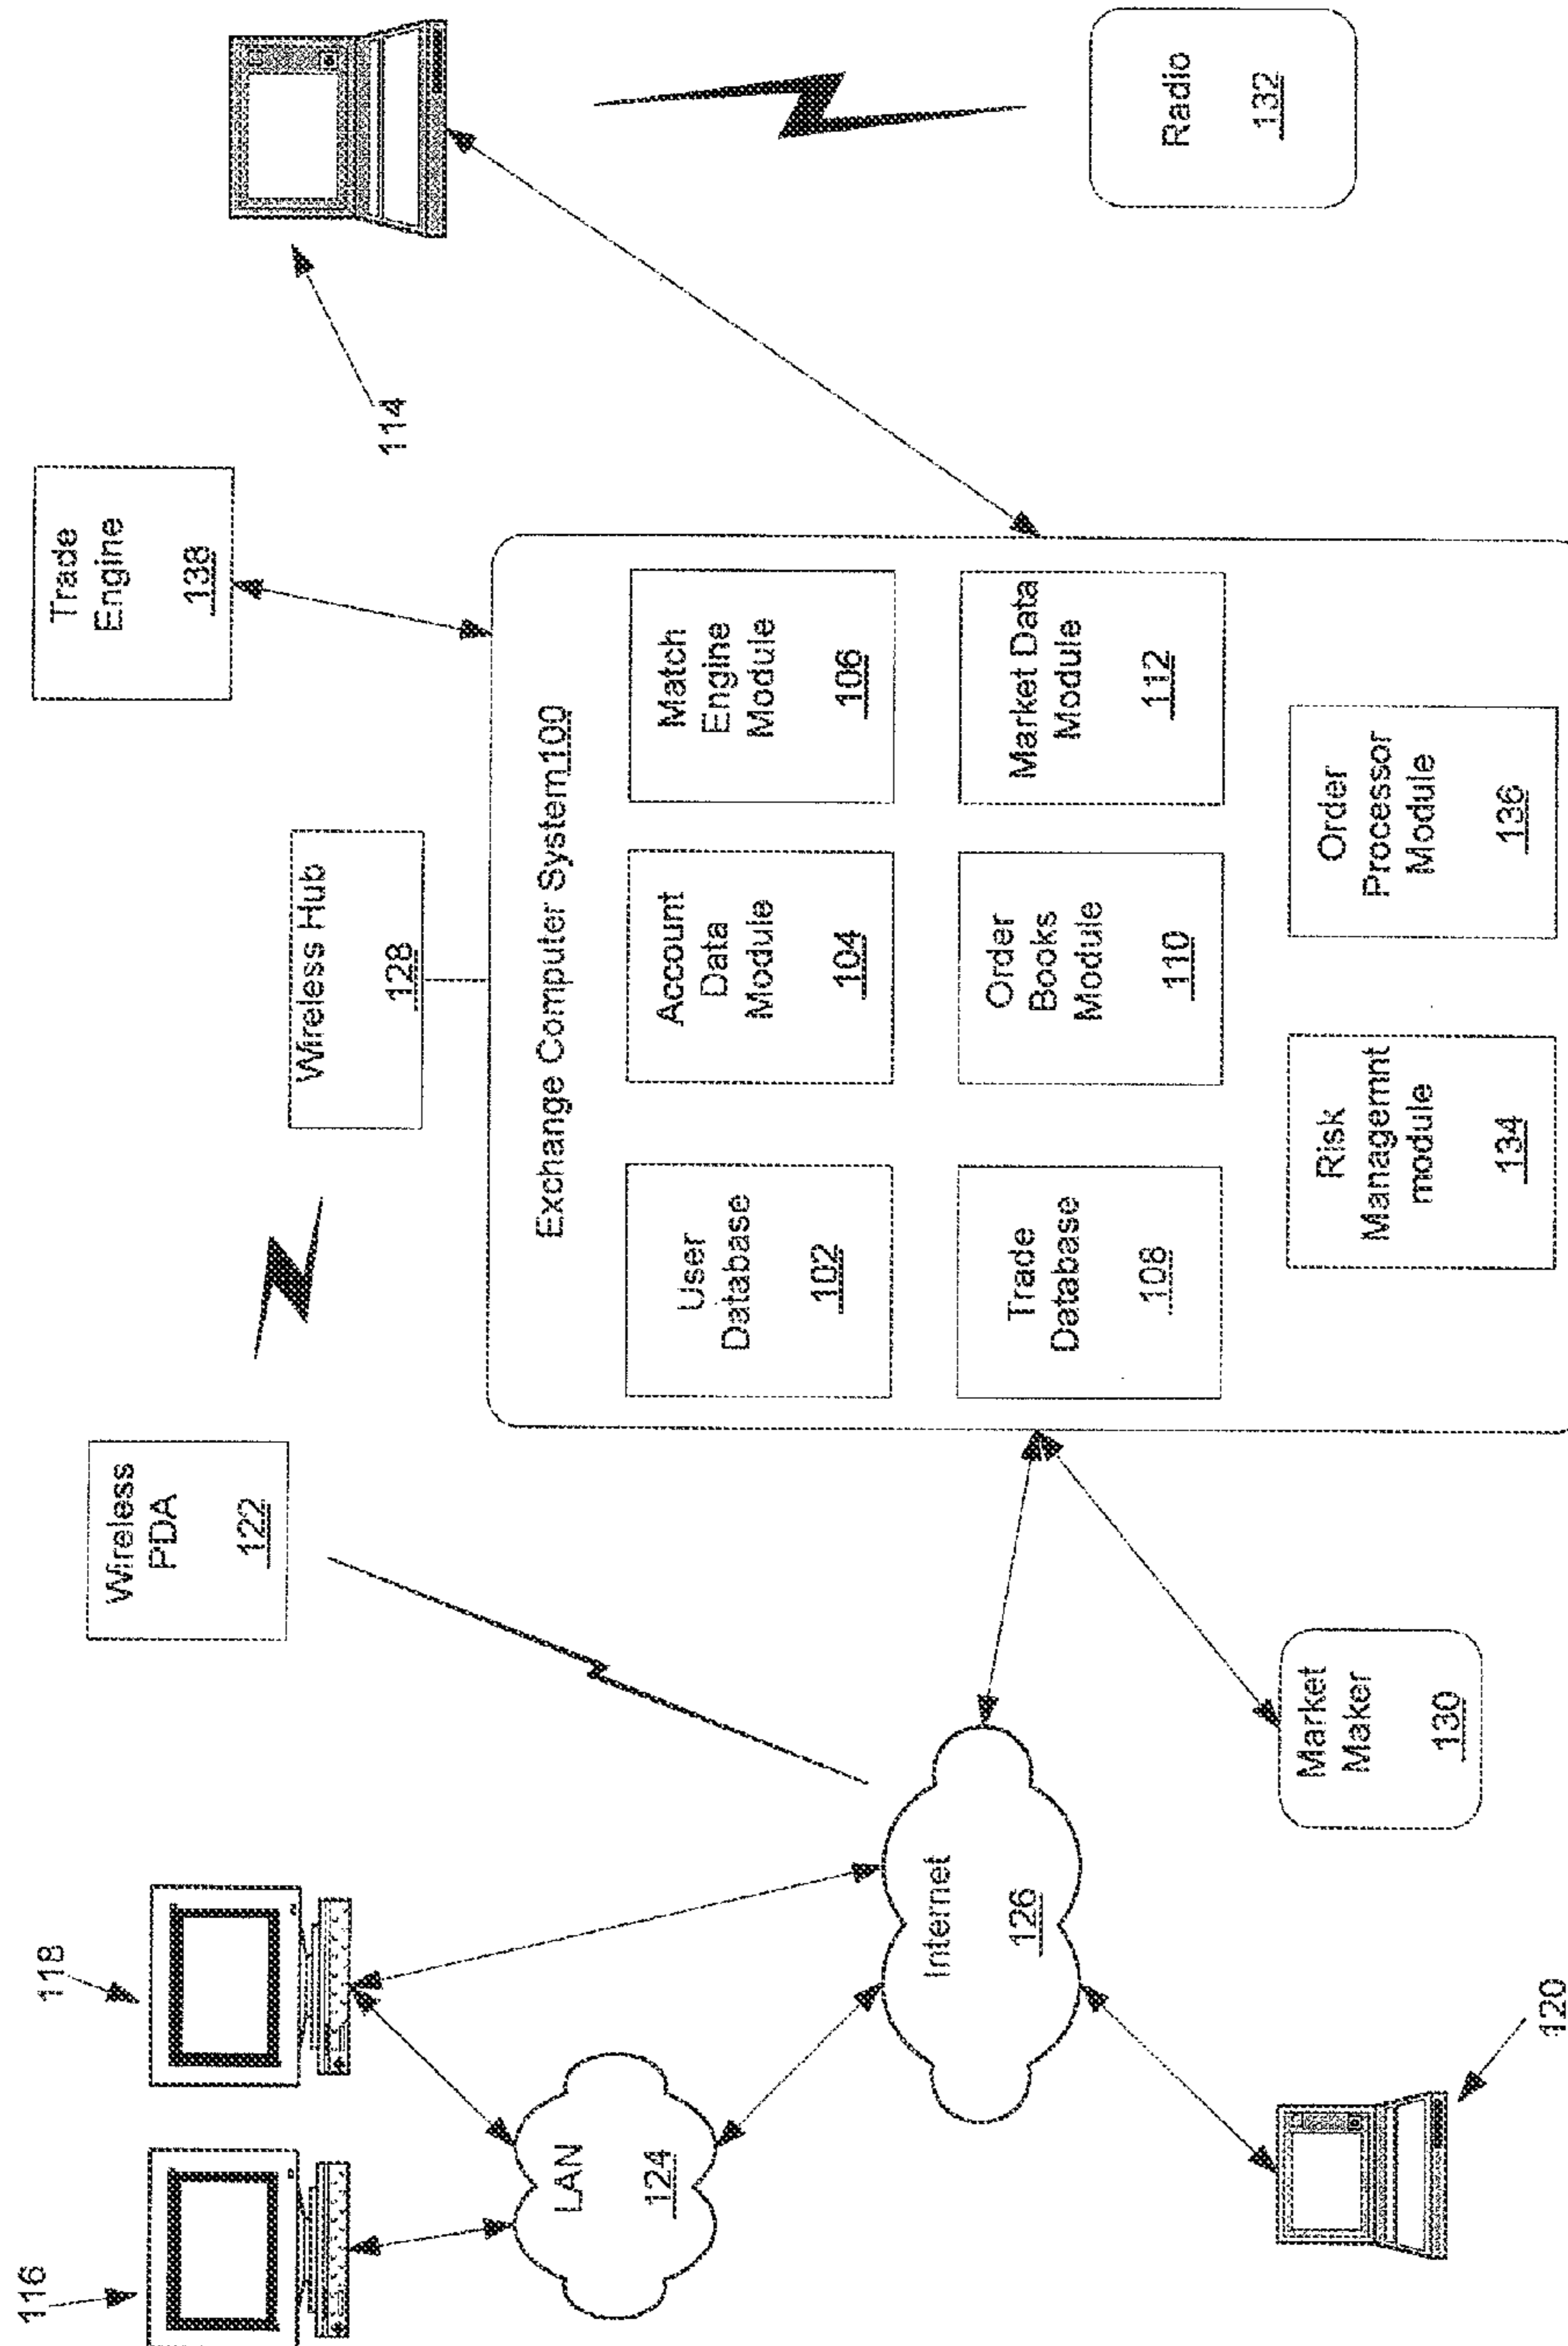 116
118
Wireless
PDA
122
Wireless Hub
128
Trade
Engine
138
114
LAN
124
Internet
126
120
Market
Maker
130
Exchange Computer System100
User
Database
102
Account
Data
Module
104
Match
Engine
Module
106
Trade
Database
108
Order
Books
Module
110
Market Data
Module
112
Risk
Managemnt
module
134
Order
Processor
Module
136
Radio
132